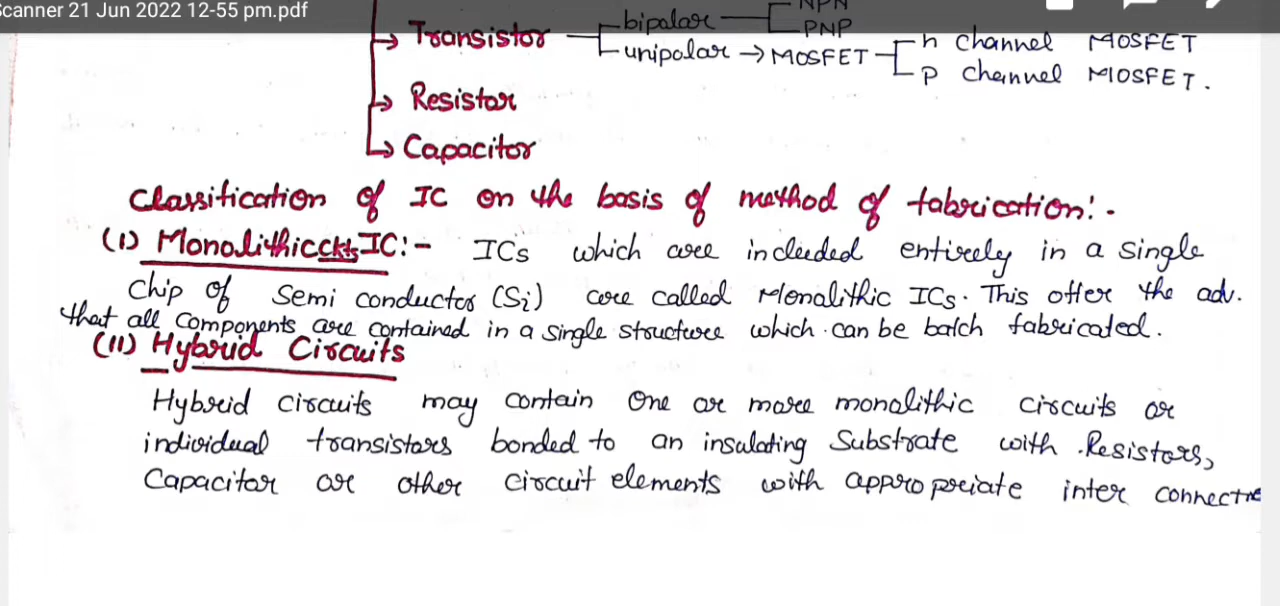 Scanner 21 Jun 2022 12-55 pm.pdf
NPN
→ Transistor bipolar PNP
unipolar → MOSFET n channel MOSFET
p channel MOSFET.
→ Resistor
→ Capacitor
Classification of IC on the basis of method of fabrication:-
(I) Monolithic ckts IC:- ICs which are included entirely in a single
chip of Semi conductor (Si) are called Monolithic ICs. This offer the adv.
that all components are contained in a single structure which can be batch fabricated.
(II) Hybrid Circuits
Hybrid circuits may contain one or more monolithic circuits or
individual transistors bonded to an insulating Substrate with Resistors,
Capacitor or other circuit elements with appropriate inter connectio